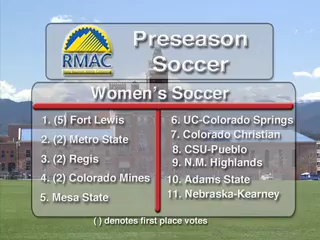 RMAC
Preseason
Soccer
Women's Soccer
1. (5) Fort Lewis
2. (2) Metro State
3. (2) Regis
4. (2) Colorado Mines
5. Mesa State
6. UC-Colorado Springs
7. Colorado Christian
8. CSU-Pueblo
9. N.M. Highlands
10. Adams State
11. Nebraska-Kearney
( ) denotes first place votes